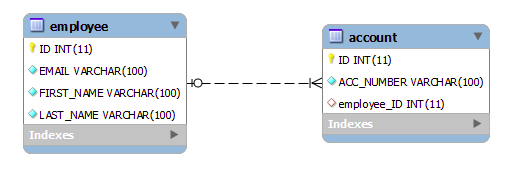 employee
ID INT(11)
EMAIL VARCHAR(100)
FIRST_NAME VARCHAR(100)
LAST_NAME VARCHAR(100)
Indexes
account
ID INT(11)
ACC_NUMBER VARCHAR(100)
employee_ID INT(11)
Indexes